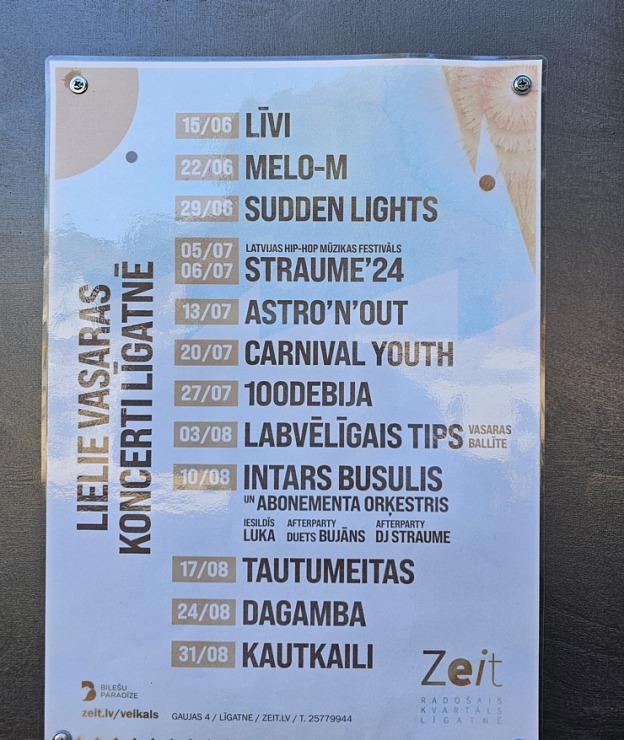 LIELIE VASARAS
KONCERTI LĪGATNĒ
15/06 LĪVI
22/06 MELO-M
29/06 SUDDEN LIGHTS
05/07 LATVIJAS HIP-HOP MŪZIKAS FESTIVĀLS
06/07 STRAUME'24
13/07 ASTRO'N'OUT
20/07 CARNIVAL YOUTH
27/07 100DEBIJA
03/08 LABVĒLĪGAIS TIPS VASARAS
BALLĪTE
10/08 INTARS BUSULIS
UN ABONEMENTA ORĶESTRIS
IESILDĪS AFTERPARTY AFTERPARTY
LUKA DUETS BUJĀNS DJ STRAUME
17/08 TAUTUMEITAS
24/08 DAGAMBA
31/08 KAUTKAILI
BIĻEŠU
PARADĪZE
zeit.lv/veikals
GAUJAS 4 / LĪGATNE / ZEIT.LV / T. 25779944
Zeit
RADOŠAIS
KVARTĀLS
LĪGATNĒ